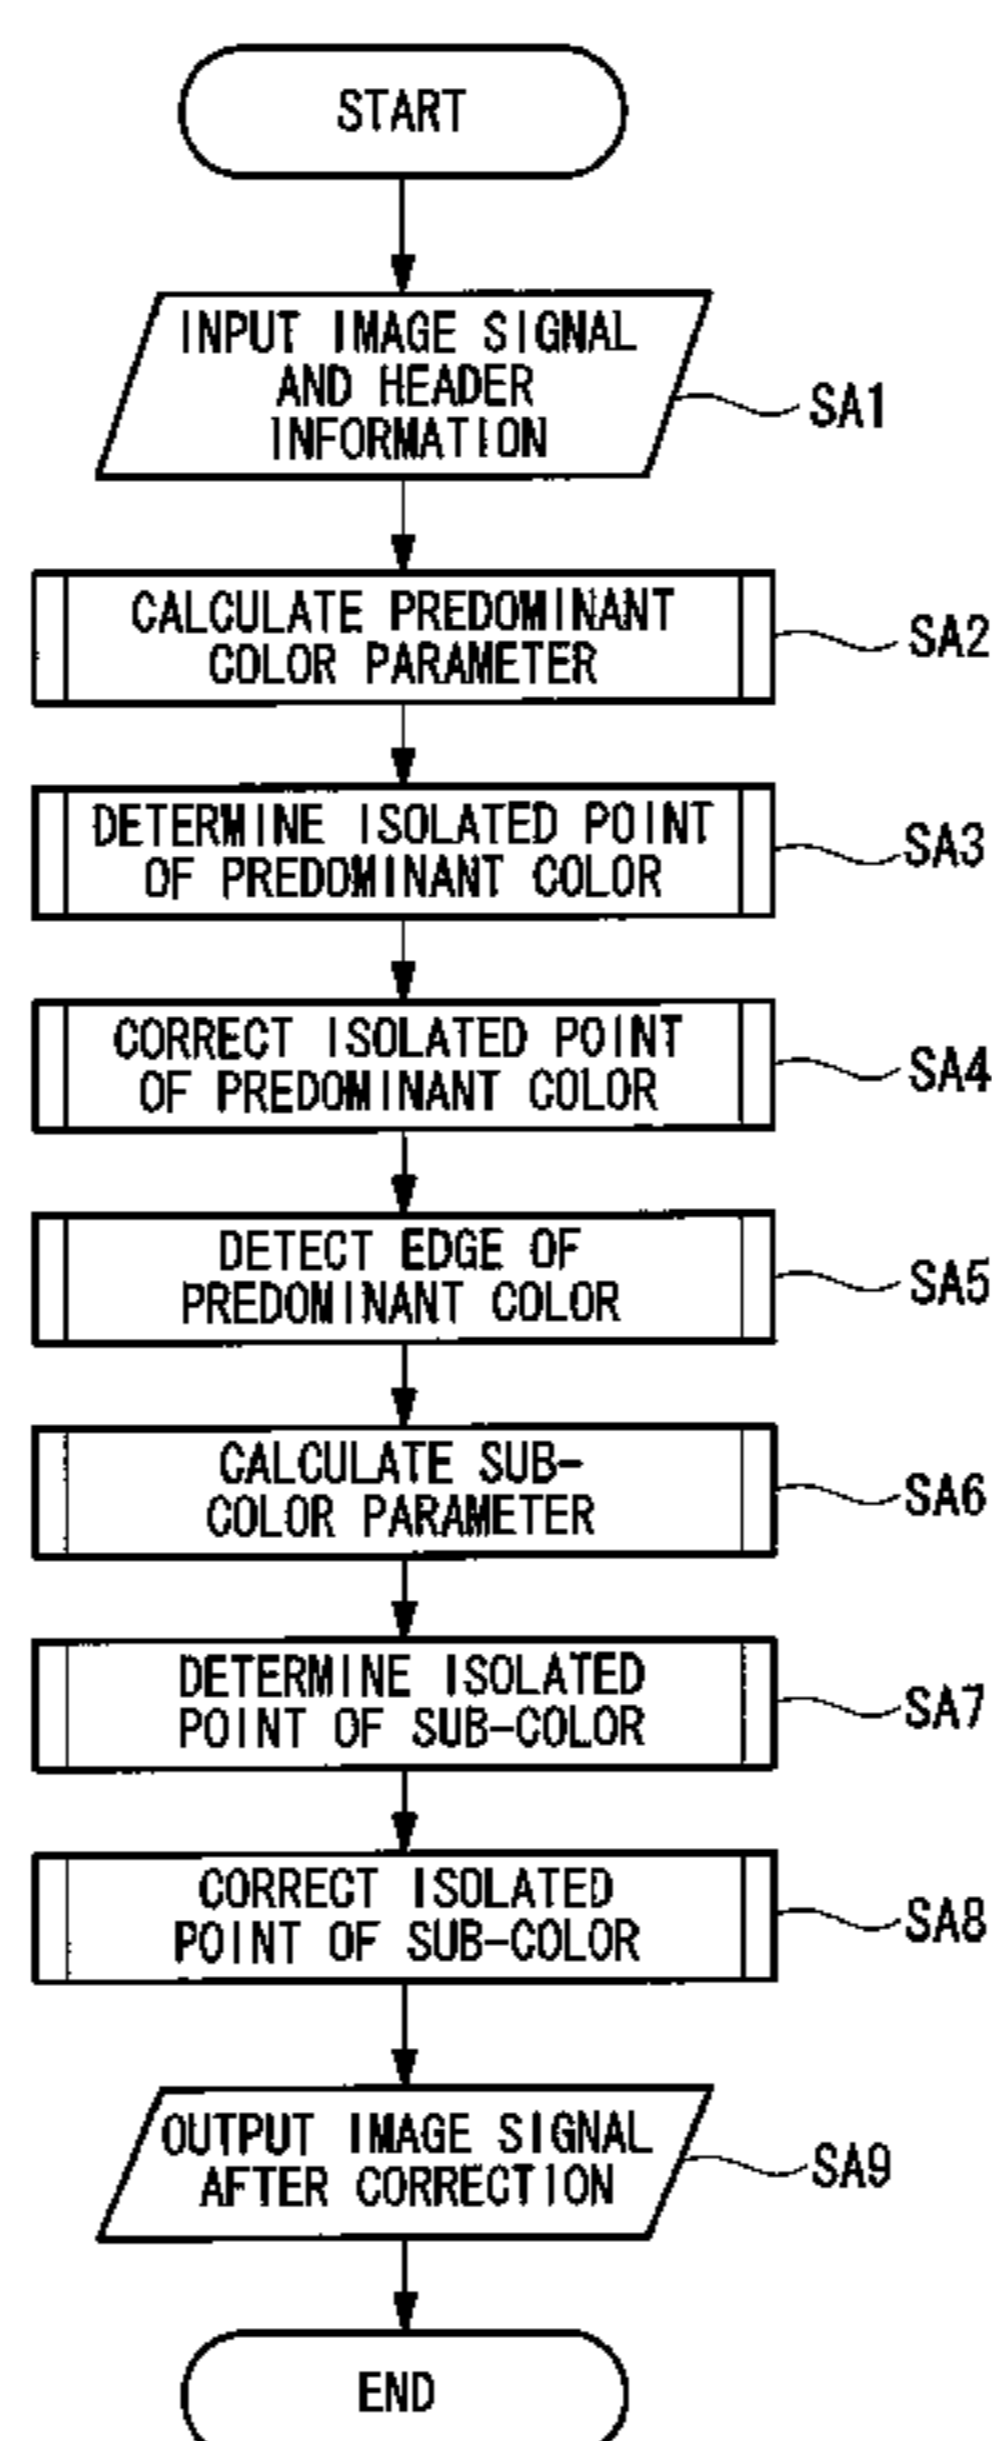 START
INPUT IMAGE SIGNAL
AND HEADER
INFORMATION
SA1
CALCULATE PREDOMINANT
COLOR PARAMETER
SA2
DETERMINE ISOLATED POINT
OF PREDOMINANT COLOR
SA3
CORRECT ISOLATED POINT
OF PREDOMINANT COLOR
SA4
DETECT EDGE OF
PREDOMINANT COLOR
SA5
CALCULATE SUB-
COLOR PARAMETER
SA6
DETERMINE ISOLATED
POINT OF SUB-COLOR
SA7
CORRECT ISOLATED
POINT OF SUB-COLOR
SA8
OUTPUT IMAGE SIGNAL
AFTER CORRECTION
SA9
END